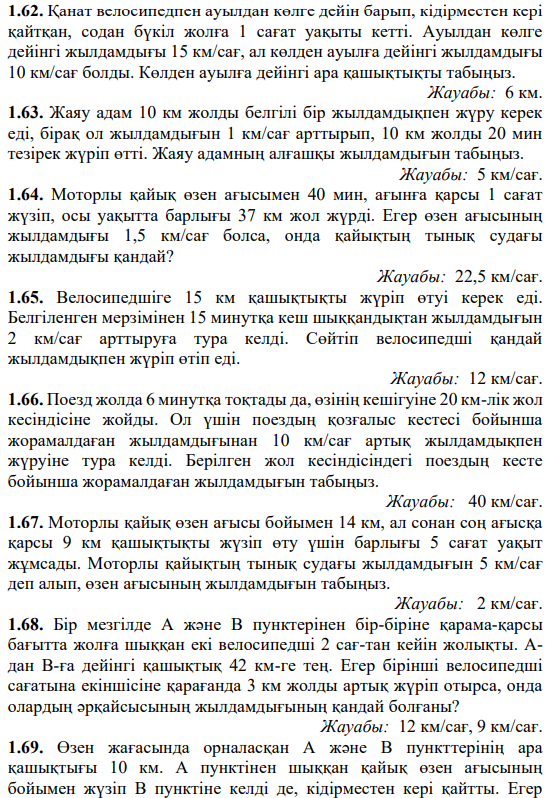 1.62. Қанат велосипедпен ауылдан көлге дейін барып, кідірместен кері
қайтқан, содан бүкіл жолға 1 сағат уақыты кетті. Ауылдан көлге
дейінгі жылдамдығы 15 км/сағ, ал көлден ауылға дейінгі жылдамдығы
10 км/сағ болды. Көлден ауылға дейінгі ара қашықтықты табыңыз.
Жауабы: 6 км.
1.63. Жаяу адам 10 км жолды белгілі бір жылдамдықпен жүру керек
еді, бірақ ол жылдамдығын 1 км/сағ арттырып, 10 км жолды 20 мин
тезірек жүріп өтті. Жаяу адамның алғашқы жылдамдығын табыңыз.
Жауабы: 5 км/сағ.
1.64. Моторлы қайық өзен ағысымен 40 мин, ағынға қарсы 1 сағат
жүзіп, осы уақытта барлығы 37 км жол жүрді. Егер өзен ағысының
жылдамдығы 1,5 км/сағ болса, онда қайықтың тынық судағы
жылдамдығы қандай?
Жауабы: 22,5 км/сағ.
1.65. Велосипедшіге 15 км қашықтықты жүріп өтуі керек еді.
Белгіленген мерзімінен 15 минутқа кеш шыққандықтан жылдамдығын
2 км/сағ арттыруға тура келді. Сөйтіп велосипедші қандай
жылдамдықпен жүріп өтіп еді.
Жауабы: 12 км/сағ.
1.66. Поезд жолда 6 минутқа тоқтады да, өзінің кешігуіне 20 км-лік жол
кесіндісіне жойды. Ол үшін поездың қозғалыс кестесі бойынша
жорамалдаған жылдамдығынан 10 км/сағ артық жылдамдықпен
жүруіне тура келді. Берілген жол кесіндісіндегі поездың кесте
бойынша жорамалдаған жылдамдығын табыңыз.
Жауабы: 40 км/сағ.
1.67. Моторлы қайық өзен ағысы бойымен 14 км, ал сонан соң ағысқа
қарсы 9 км қашықтықты жүзіп өту үшін барлығы 5 сағат уақыт
жұмсады. Моторлы қайықтың тынық судағы жылдамдығын 5 км/сағ
деп алып, өзен ағысының жылдамдығын табыңыз.
Жауабы: 2 км/сағ.
1.68. Бір мезгілде А және В пунктерінен бір-біріне қарама-қарсы
бағытта жолға шыққан екі велосипедші 2 сағ-тан кейін жолықты. А-
дан В-ға дейінгі қашықтық 42 км-ге тең. Егер бірінші велосипедші
сағатына екіншісіне қарағанда 3 км жолды артық жүріп отырса, онда
олардың әрқайсысының жылдамдығының қандай болғаны?
Жауабы: 12 км/сағ, 9 км/сағ.
1.69. Өзен жағасында орналасқан А және В пункттерінің ара
қашықтығы 10 км. А пунктінен шыққан қайық өзен ағысының
бойымен жүзіп В пунктіне келді де, кідірместен кері қайтты. Егер